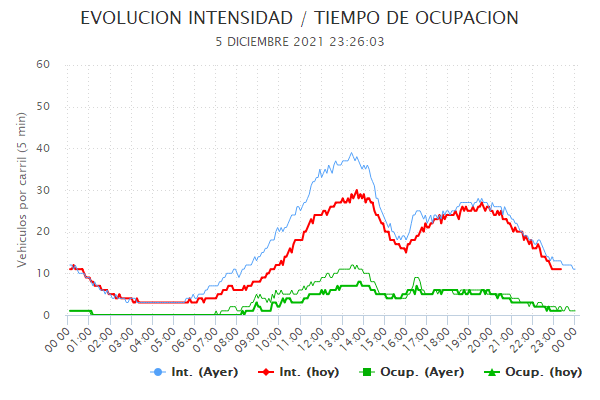 EVOLUCION INTENSIDAD / TIEMPO DE OCUPACION
5 DICIEMBRE 2021 23:26:03
Vehiculos por carril (5 min)
60
50
40
30
20
10
0
00:00 01:00 02:00 03:00 04:00 05:00 06:00 07:00 08:00 09:00 10:00 11:00 12:00 13:00 14:00 15:00 16:00 17:00 18:00 19:00 20:00 21:00 22:00 23:00 00:00
Int. (Ayer) Int. (hoy) Ocup. (Ayer) Ocup. (hoy)